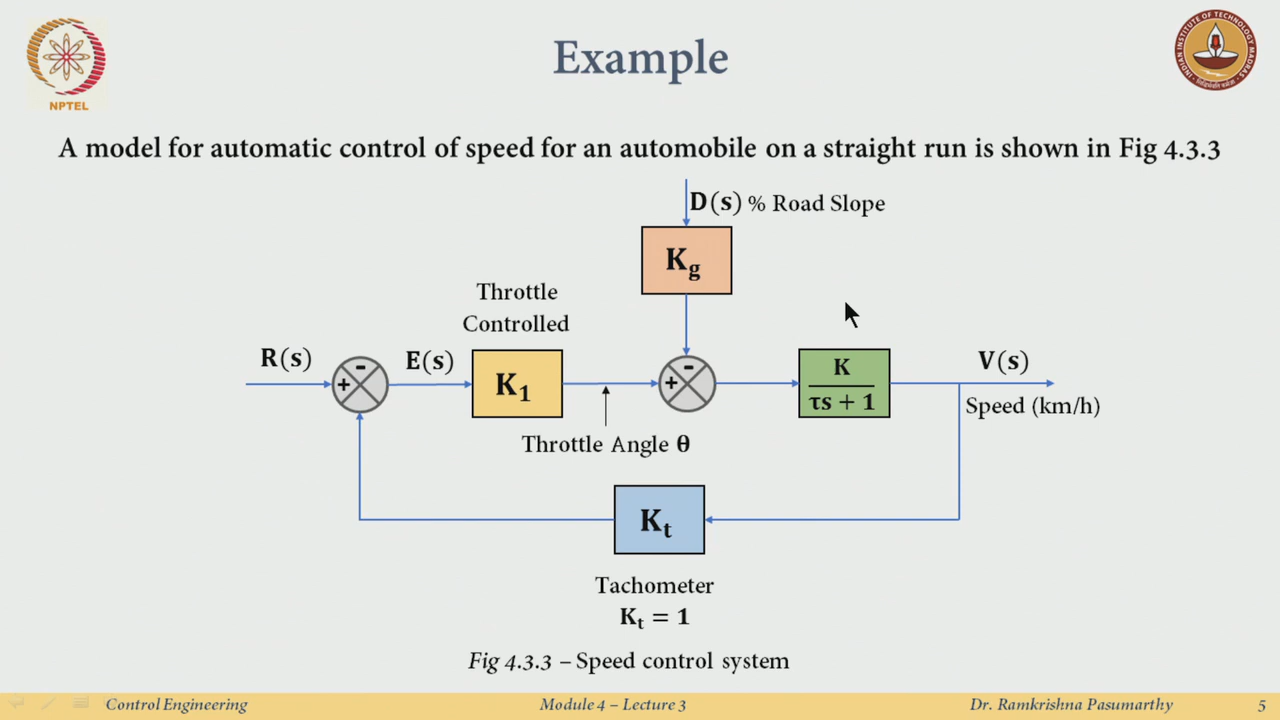 NPTEL
Example
A model for automatic control of speed for an automobile on a straight run is shown in Fig 4.3.3
D(s) % Road Slope
Kg
Throttle
Controlled
R(s)
E(s)
V(s)
+
-
K1
+
-
K
τs + 1
Speed (km/h)
Throttle Angle θ
Kt
Tachometer
Kt = 1
Fig 4.3.3 – Speed control system
Control Engineering
Module 4 – Lecture 3
Dr. Ramkrishna Pasumarthy
5